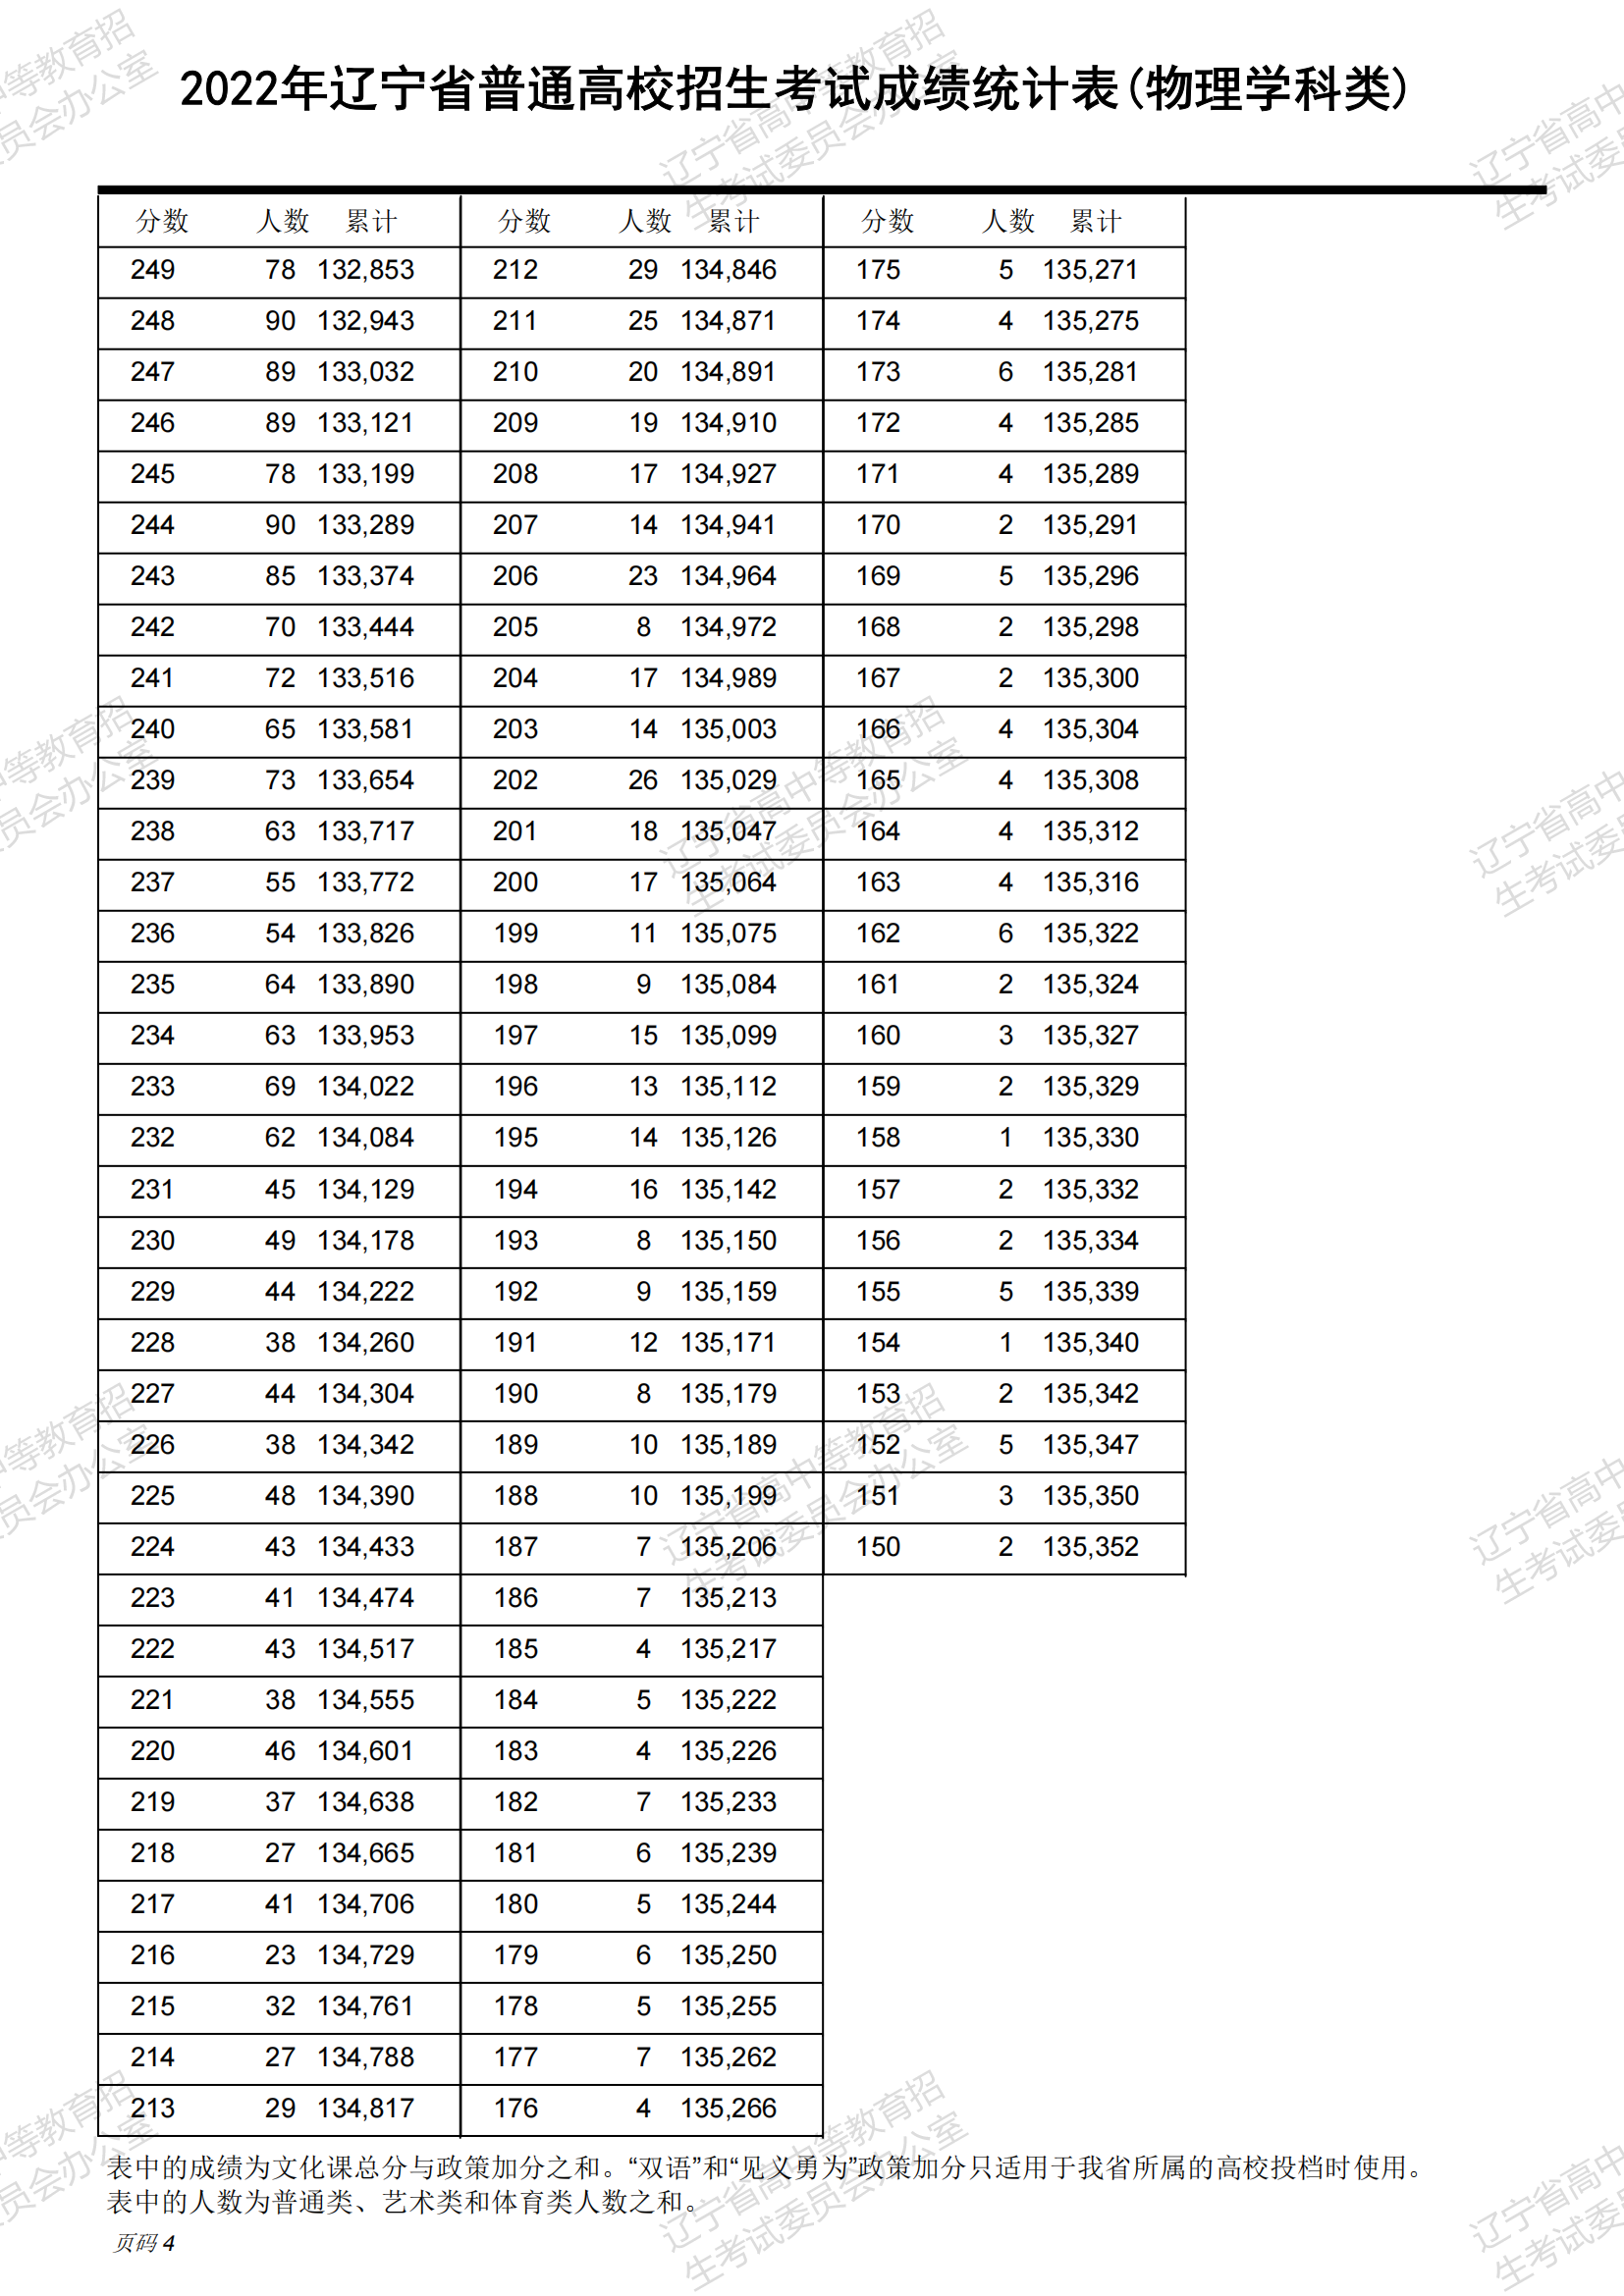 2022年辽宁省普通高校招生考试成绩统计表(物理学科类)
分数 人数 累计 分数 人数 累计 分数 人数 累计
249 78 132,853 212 29 134,846 175 5 135,271
248 90 132,943 211 25 134,871 174 4 135,275
247 89 133,032 210 20 134,891 173 6 135,281
246 89 133,121 209 19 134,910 172 4 135,285
245 78 133,199 208 17 134,927 171 4 135,289
244 90 133,289 207 14 134,941 170 2 135,291
243 85 133,374 206 23 134,964 169 5 135,296
242 70 133,444 205 8 134,972 168 2 135,298
241 72 133,516 204 17 134,989 167 2 135,300
240 65 133,581 203 14 135,003 166 4 135,304
239 73 133,654 202 26 135,029 165 4 135,308
238 63 133,717 201 18 135,047 164 4 135,312
237 55 133,772 200 17 135,064 163 4 135,316
236 54 133,826 199 11 135,075 162 6 135,322
235 64 133,890 198 9 135,084 161 2 135,324
234 63 133,953 197 15 135,099 160 3 135,327
233 69 134,022 196 13 135,112 159 2 135,329
232 62 134,084 195 14 135,126 158 1 135,330
231 45 134,129 194 16 135,142 157 2 135,332
230 49 134,178 193 8 135,150 156 2 135,334
229 44 134,222 192 9 135,159 155 5 135,339
228 38 134,260 191 12 135,171 154 1 135,340
227 44 134,304 190 8 135,179 153 2 135,342
226 38 134,342 189 10 135,189 152 5 135,347
225 48 134,390 188 10 135,199 151 3 135,350
224 43 134,433 187 7 135,206 150 2 135,352
223 41 134,474 186 7 135,213
222 43 134,517 185 4 135,217
221 38 134,555 184 5 135,222
220 46 134,601 183 4 135,226
219 37 134,638 182 7 135,233
218 27 134,665 181 6 135,239
217 41 134,706 180 5 135,244
216 23 134,729 179 6 135,250
215 32 134,761 178 5 135,255
214 27 134,788 177 7 135,262
213 29 134,817 176 4 135,266
表中的成绩为文化课总分与政策加分之和。“双语”和“见义勇为”政策加分只适用于我省所属的高校投档时使用。
表中的人数为普通类、艺术类和体育类人数之和。
页码 4
辽宁省高中等教育招
生考试委员会办公室